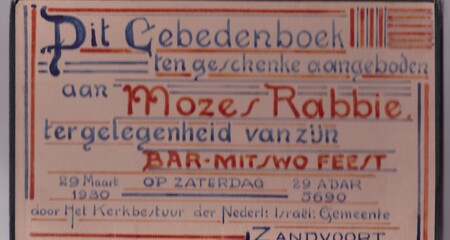 Dit Gebedenboek
ten geschenke aangeboden
aan Mozes Rabbie.
ter gelegenheid van zijn
BAR-MITSWO FEEST
29 Maart OP ZATERDAG 29 ADAR
1930 5690
door Het Kerkbestuur der Nederl: Israël: Gemeente
ZANDVOORT